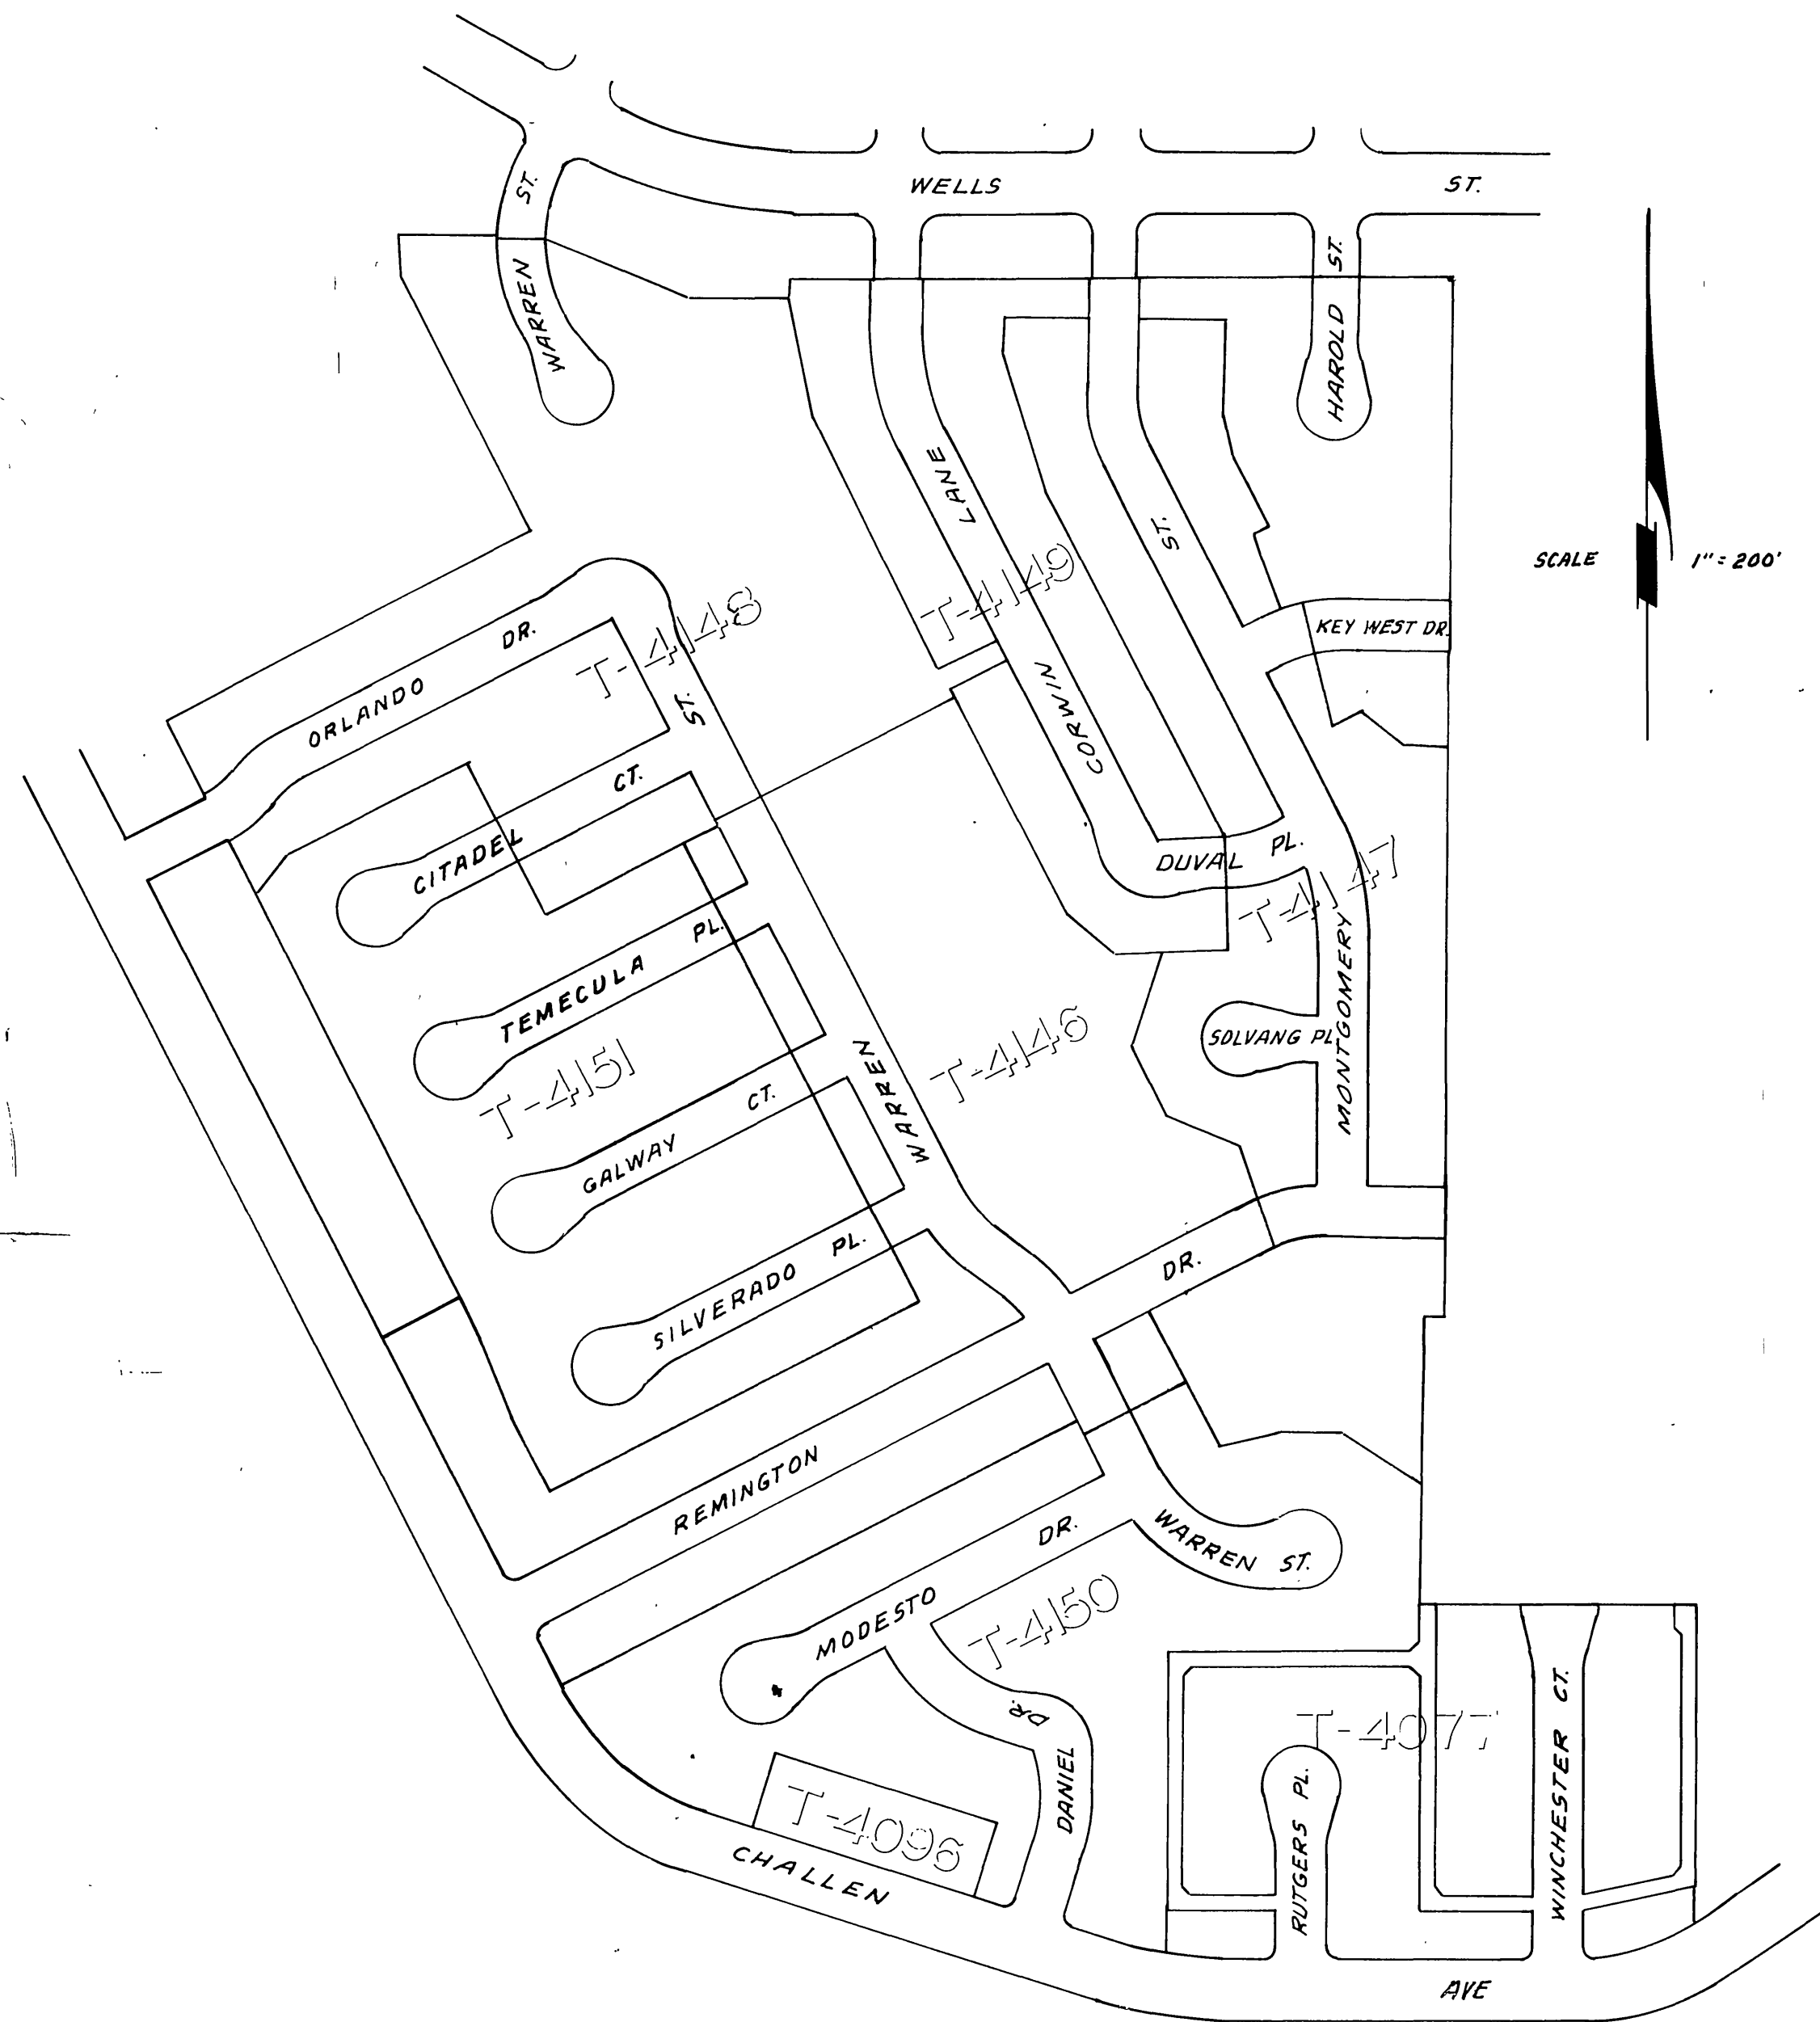 WELLS ST.
ST.
WARREN
ST.
HAROLD
LANE
CORWIN
ST.
SCALE 1" = 200'
KEY WEST DR.
T-4149
T-4148
ORLANDO DR.
ST.
CITADEL CT.
DUVAL PL.
T-4147
MONTGOMERY
SOLVANG PL.
TEMECULA PL.
T-4151
T-4146
WARREN
GALWAY CT.
SILVERADO PL.
DR.
REMINGTON
MODESTO DR.
WARREN ST.
T-4150
DR.
DANIEL
T-4077
T-4096
RUTGERS PL.
WINCHESTER CT.
CHALLEN AVE